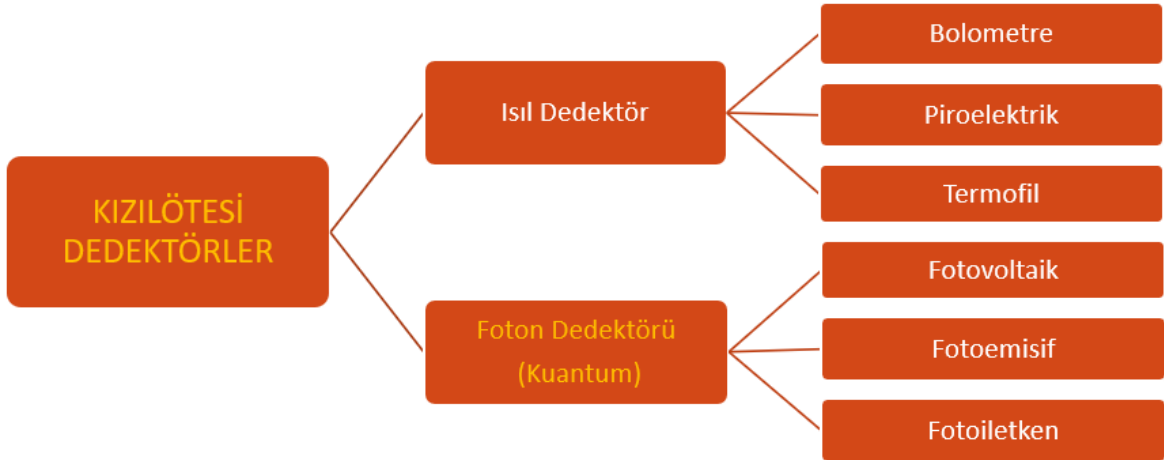 KIZILÖTESİ
DEDEKTÖRLER
Isıl Dedektör
Bolometre
Piroelektrik
Termofil
Foton Dedektörü
(Kuantum)
Fotovoltaik
Fotoemisif
Fotoiletken